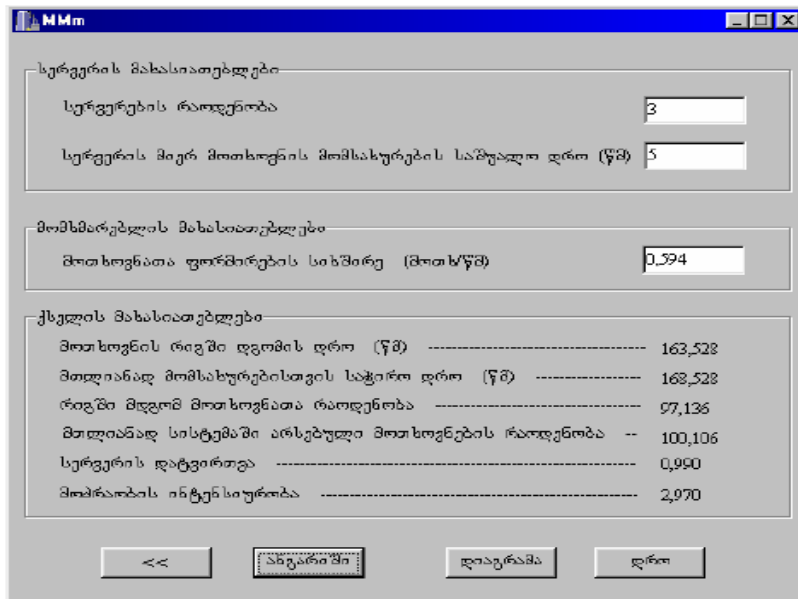 MMm
სერვერის მახასიათებლები
სერვერების რაოდენობა 3
სერვერის მიერ მოთხოვნის მომსახურების საშუალო დრო (წმ) 5
მომხმარებლის მახასიათებლები
მოთხოვნათა ფორმირების სიხშირე (მოთხ/წმ) 0,594
ქსელის მახასიათებლები
მოთხოვნის რიგში დგომის დრო (წმ) ---------------------------------- 163,528
მთლიანად მომსახურებისთვის საჭირო დრო (წმ) ---------------- 168,528
რიგში მდგომ მოთხოვნათა რაოდენობა ----------------------------------- 97,136
მთლიანად სისტემაში არსებული მოთხოვნების რაოდენობა -- 100,106
სერვერის დატვირთვა ------------------------------------------------------- 0,990
მოძრაობის ინტენსიურობა ------------------------------------------------- 2,970
<< ანგარიში დიაგრამა დრო